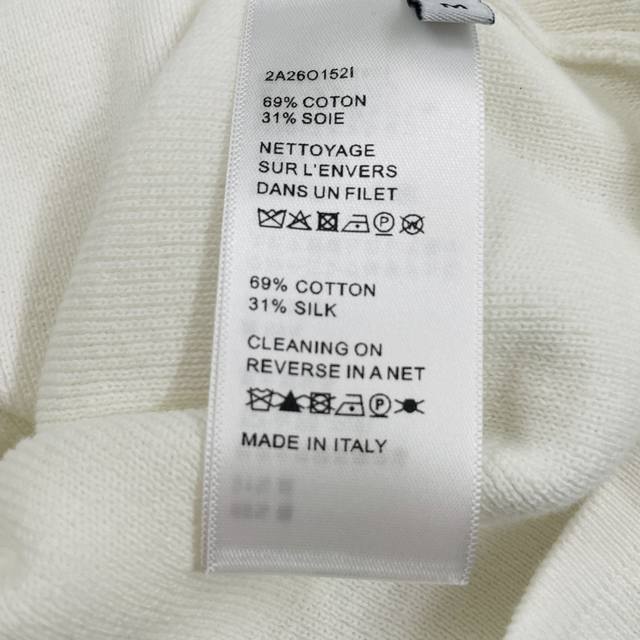 M
2A26O152I
69% COTON
31% SOIE
NETTOYAGE
SUR L'ENVERS
DANS UN FILET
P W
69% COTTON
31% SILK
CLEANING ON
REVERSE IN A NET
P
MADE IN ITALY